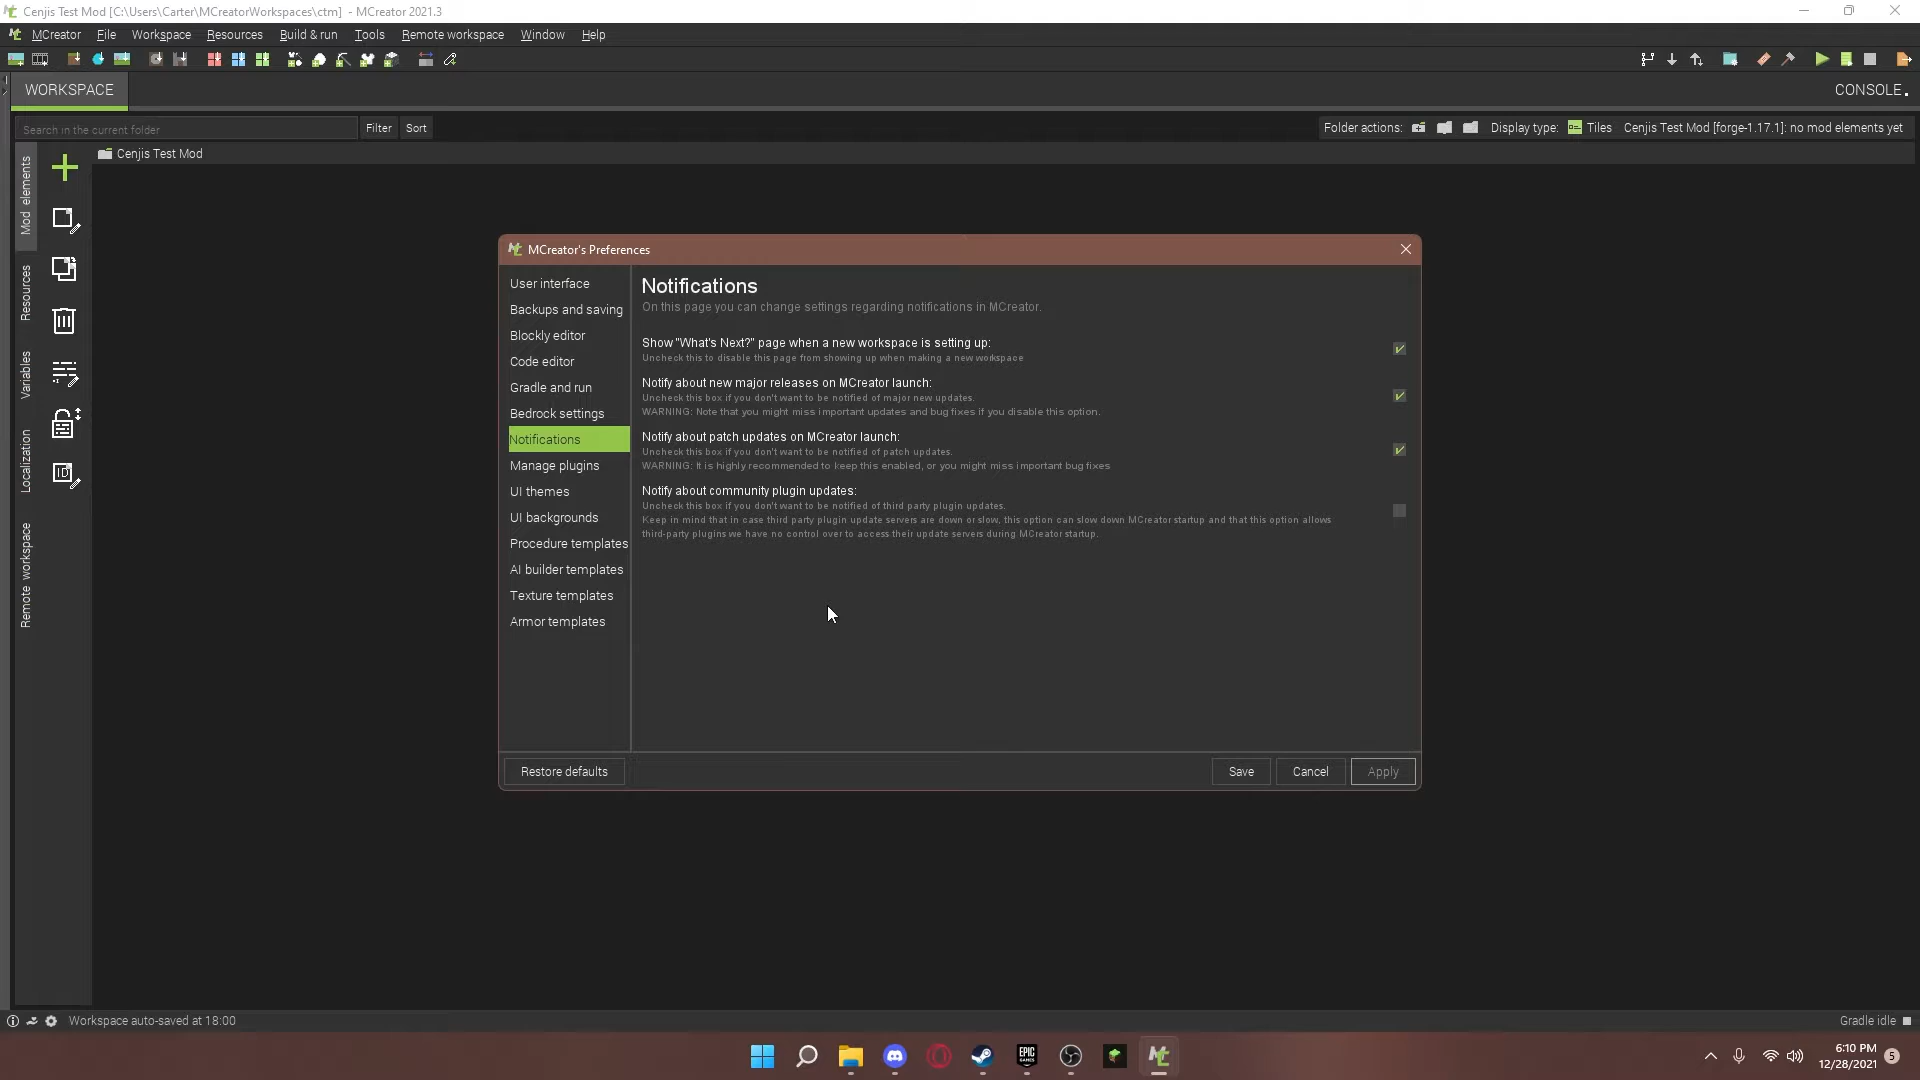 Cenjis Test Mod [C:\Users\Carter\MCreatorWorkspaces\ctm] - MCreator 2021.3
MCreator File Workspace Resources Build & run Tools Remote workspace Window Help
WORKSPACE
CONSOLE
Search in the current folder
Filter
Sort
Folder actions:
Display type:
Tiles
Cenjis Test Mod [forge-1.17.1]: no mod elements yet
Cenjis Test Mod
Mod elements
Resources
Variables
Localization
Remote workspace
MCreator's Preferences
User interface
Backups and saving
Blockly editor
Code editor
Gradle and run
Bedrock settings
Notifications
Manage plugins
UI themes
UI backgrounds
Procedure templates
AI builder templates
Texture templates
Armor templates
Notifications
On this page you can change settings regarding notifications in MCreator.
Show "What's Next?" page when a new workspace is setting up:
Uncheck this to disable this page from showing up when making a new workspace
Notify about new major releases on MCreator launch:
Uncheck this box if you don't want to be notified of major new updates.
WARNING: Note that you might miss important updates and bug fixes if you disable this option.
Notify about patch updates on MCreator launch:
Uncheck this box if you don't want to be notified of patch updates.
WARNING: It is highly recommended to keep this enabled, or you might miss important bug fixes
Notify about community plugin updates:
Uncheck this box if you don't want to be notified of third party plugin updates.
Keep in mind that in case third party plugin update servers are down or slow, this option can slow down MCreator startup and that this option allows
third-party plugins we have no control over to access their update servers during MCreator startup.
Restore defaults
Save
Cancel
Apply
Workspace auto-saved at 18:00
Gradle idle
EPIC
GAMES
6:10 PM
12/28/2021
5